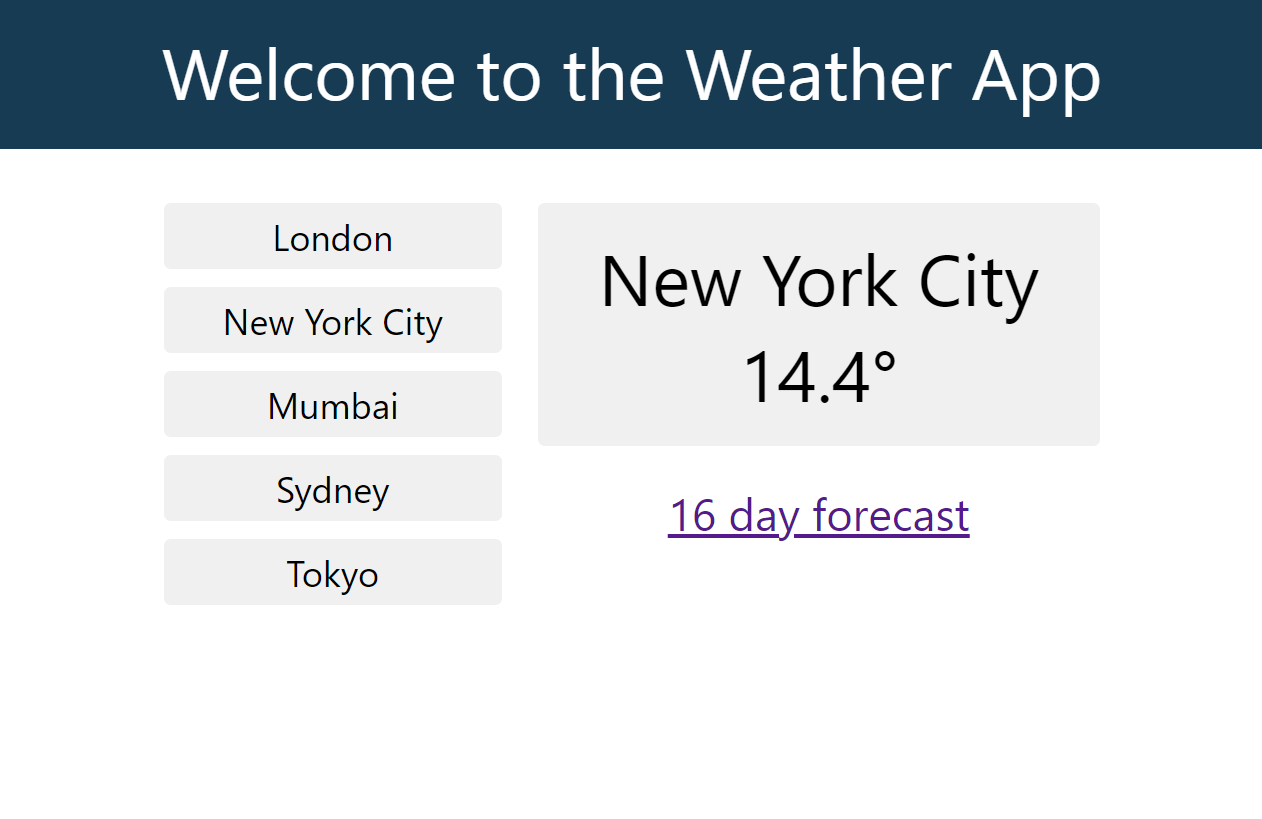 Welcome to the Weather App
London
New York City
Mumbai
Sydney
Tokyo
New York City
14.4°
16 day forecast